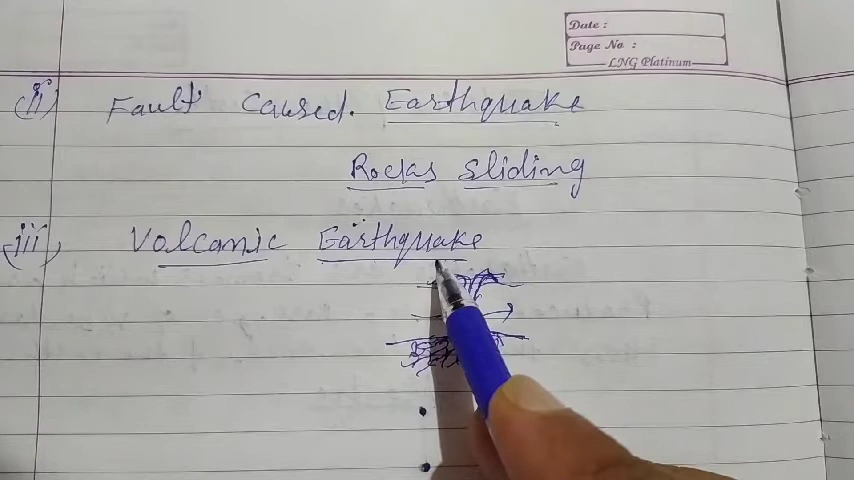 Date :
Page No :
LNG Platinum
(ii) Fault Caused. Earthquake
Rocks sliding
(iii) Volcanic Earthquake